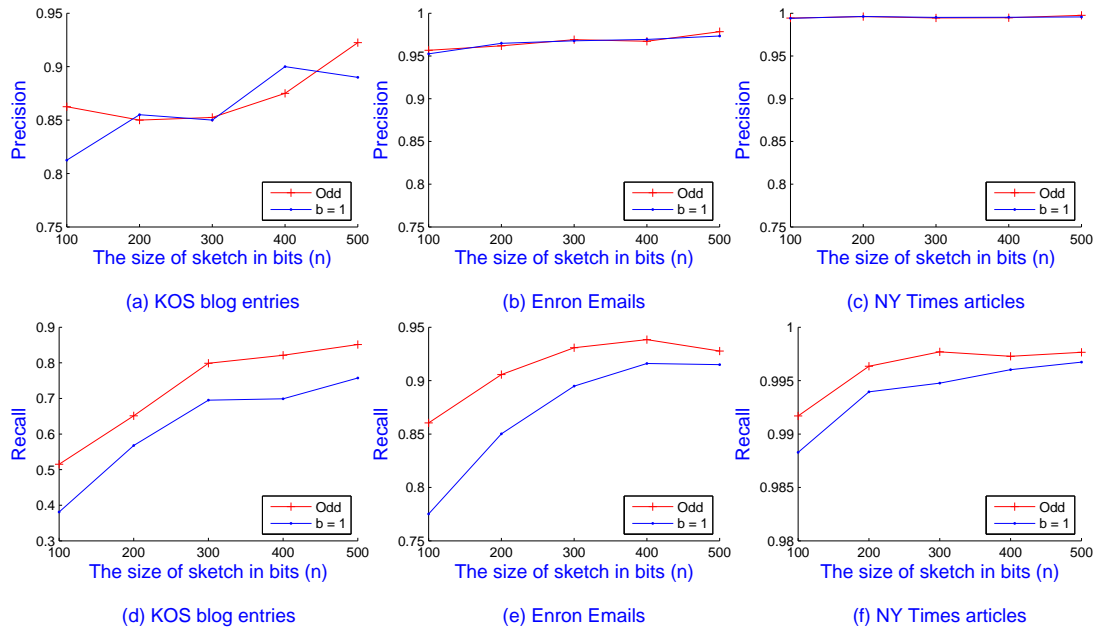 0.95
0.9
0.85
0.8
0.75
Precision
Odd
b = 1
100 200 300 400 500
The size of sketch in bits (n)
(a) KOS blog entries
1
0.95
0.9
0.85
0.8
0.75
Precision
Odd
b = 1
100 200 300 400 500
The size of sketch in bits (n)
(b) Enron Emails
1
0.95
0.9
0.85
0.8
0.75
Precision
Odd
b = 1
100 200 300 400 500
The size of sketch in bits (n)
(c) NY Times articles
0.9
0.8
0.7
0.6
0.5
0.4
0.3
Recall
Odd
b = 1
100 200 300 400 500
The size of sketch in bits (n)
(d) KOS blog entries
0.95
0.9
0.85
0.8
0.75
Recall
Odd
b = 1
100 200 300 400 500
The size of sketch in bits (n)
(e) Enron Emails
1
0.995
0.99
0.985
0.98
Recall
Odd
b = 1
100 200 300 400 500
The size of sketch in bits (n)
(f) NY Times articles